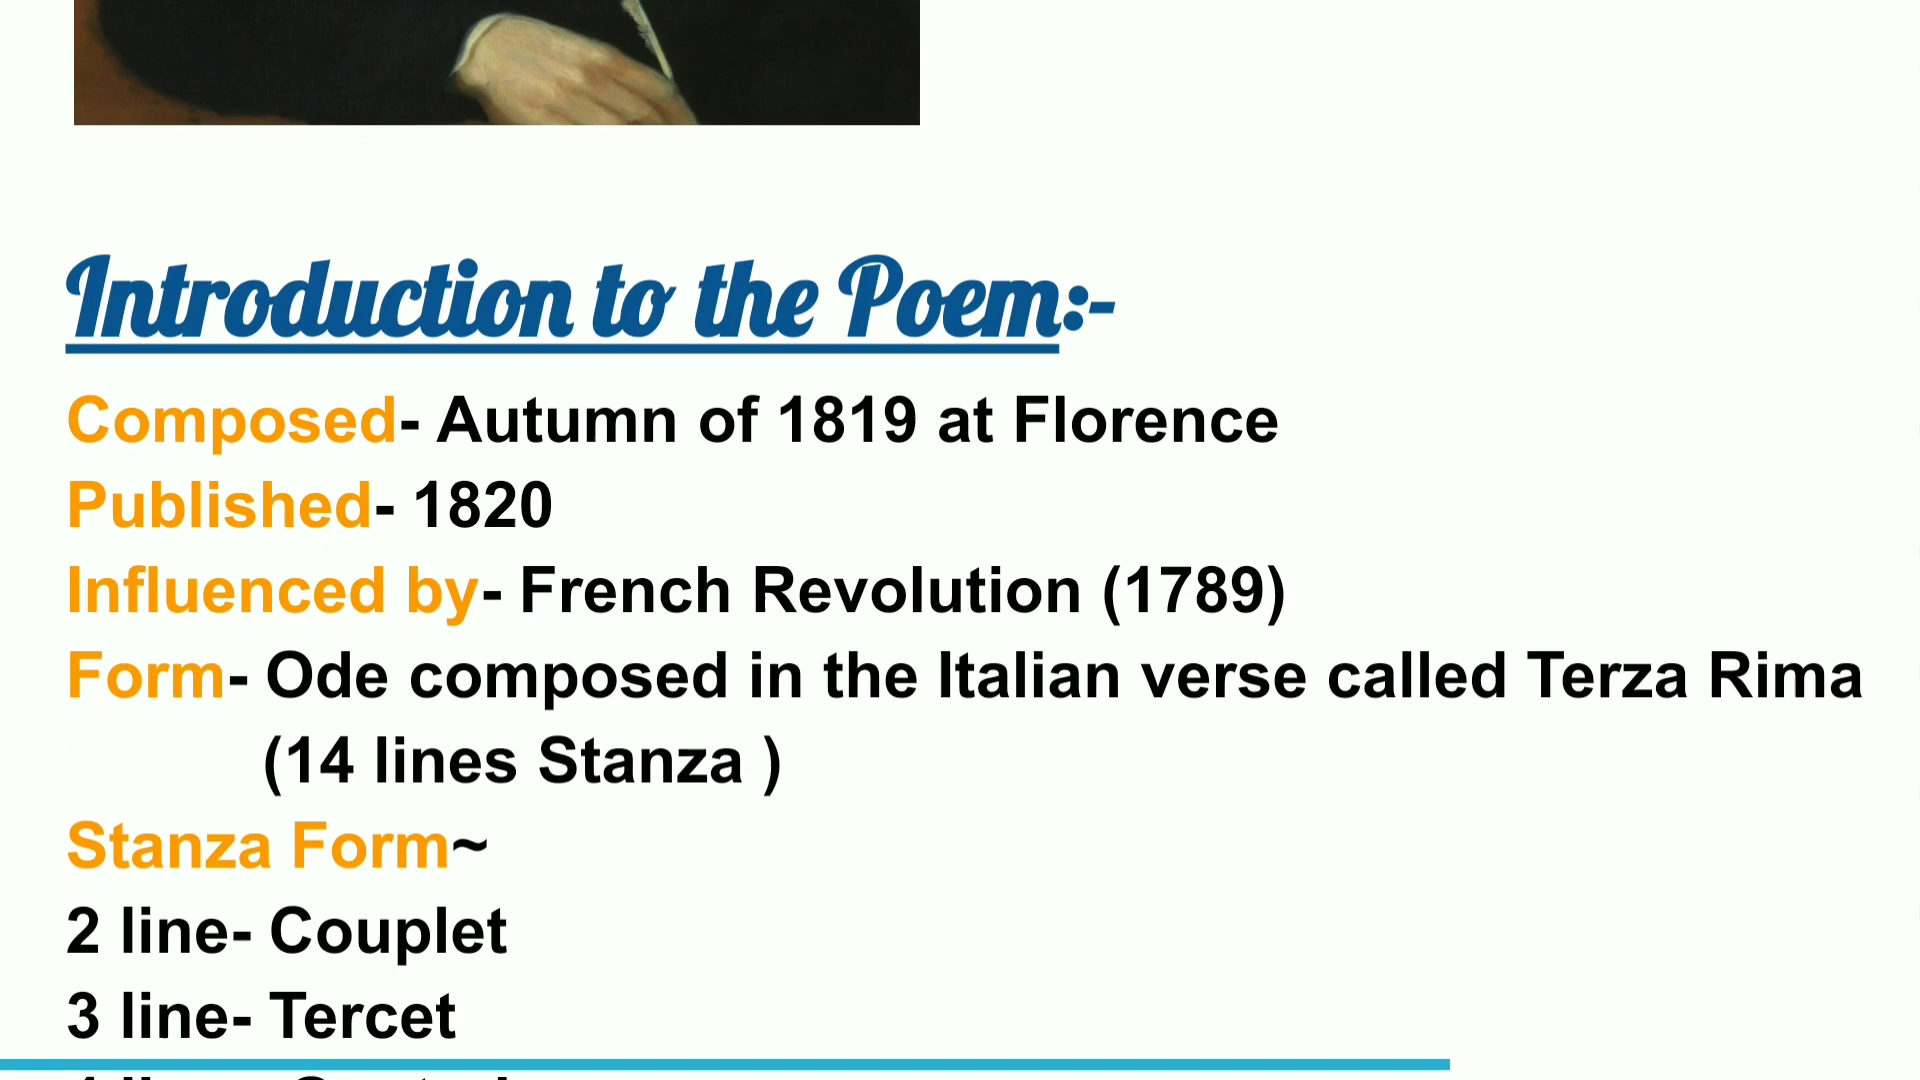 Introduction to the Poem:-
Composed- Autumn of 1819 at Florence
Published- 1820
Influenced by- French Revolution (1789)
Form- Ode composed in the Italian verse called Terza Rima
(14 lines Stanza )
Stanza Form~
2 line- Couplet
3 line- Tercet